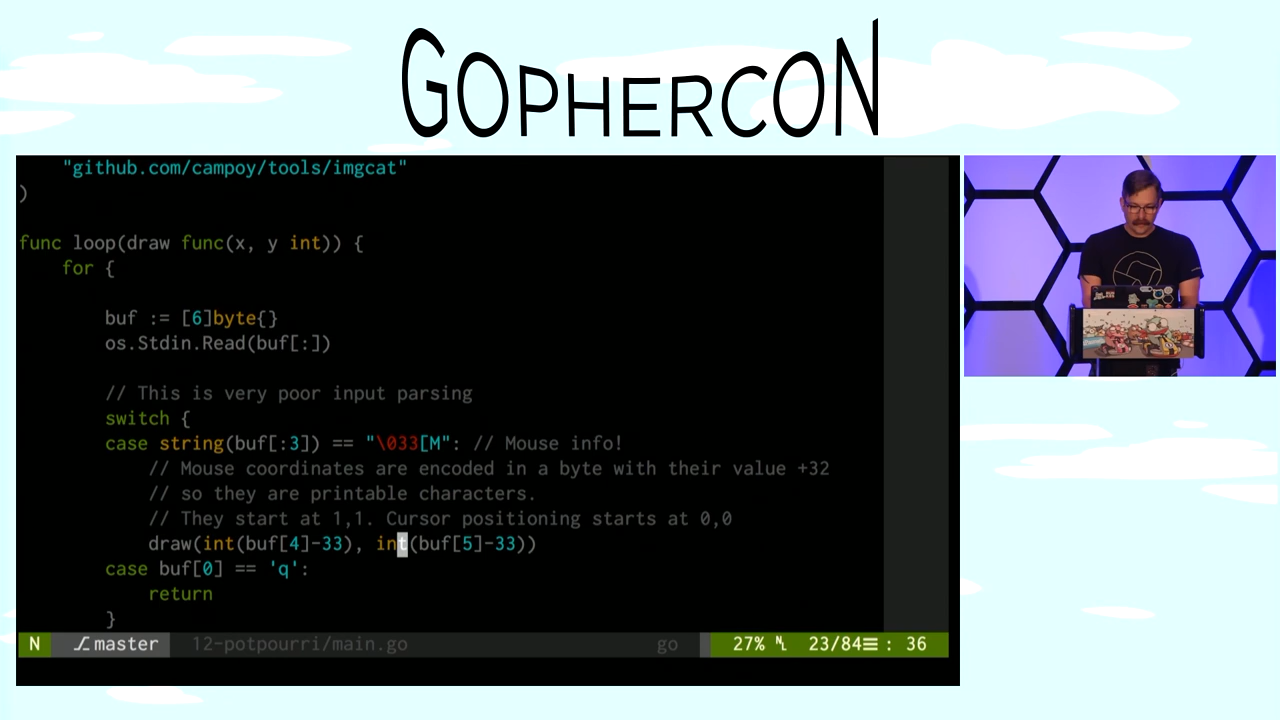 GOPHERCON
"github.com/campoy/tools/imgcat"
)
func loop(draw func(x, y int)) {
for {
buf := [6]byte{}
os.Stdin.Read(buf[:])
// This is very poor input parsing
switch {
case string(buf[:3]) == "\033[M": // Mouse info!
// Mouse coordinates are encoded in a byte with their value +32
// so they are printable characters.
// They start at 1,1. Cursor positioning starts at 0,0
draw(int(buf[4]-33), int(buf[5]-33))
case buf[0] == 'q':
return
}
N master 12-potpourri/main.go go 27% 23/84 : 36